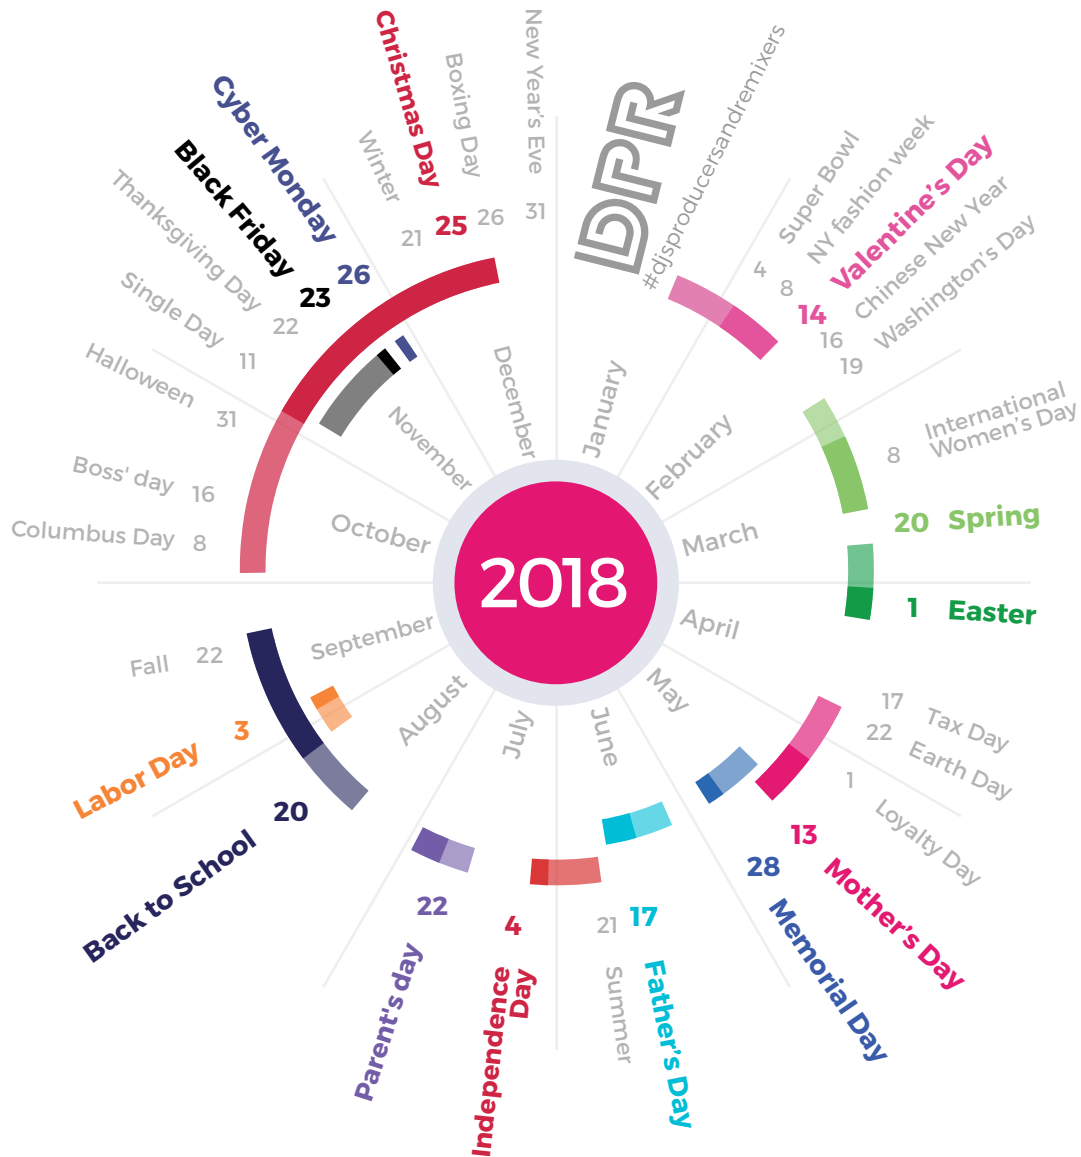 DPR
#djsproducersandremixers
2018
January
February
4 Super Bowl
8 NY fashion week
14 Valentine's Day
16 Chinese New Year
19 Washington's Day
March
8 International
Women's Day
20 Spring
April
1 Easter
17 Tax Day
22 Earth Day
May
1 Loyalty Day
13 Mother's Day
28 Memorial Day
June
17 Father's Day
21 Summer
July
4 Independence
Day
22 Parent's day
August
20 Back to School
September
3 Labor Day
22 Fall
October
8 Columbus Day
16 Boss' day
31 Halloween
November
11 Single Day
22 Thanksgiving Day
23 Black Friday
26 Cyber Monday
December
21 Winter
25 Christmas Day
26 Boxing Day
31 New Year's Eve